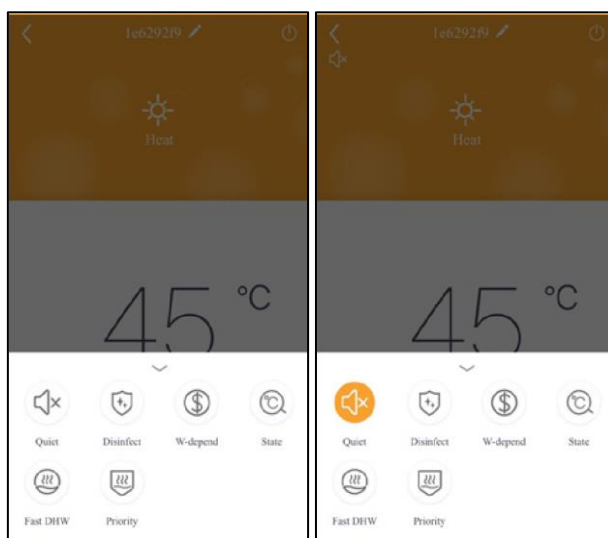 1e6292f9
Heat
45 °C
Quiet
Disinfect
W-depend
State
Fast DHW
Priority
1e6292f9
Heat
45 °C
Quiet
Disinfect
W-depend
State
Fast DHW
Priority